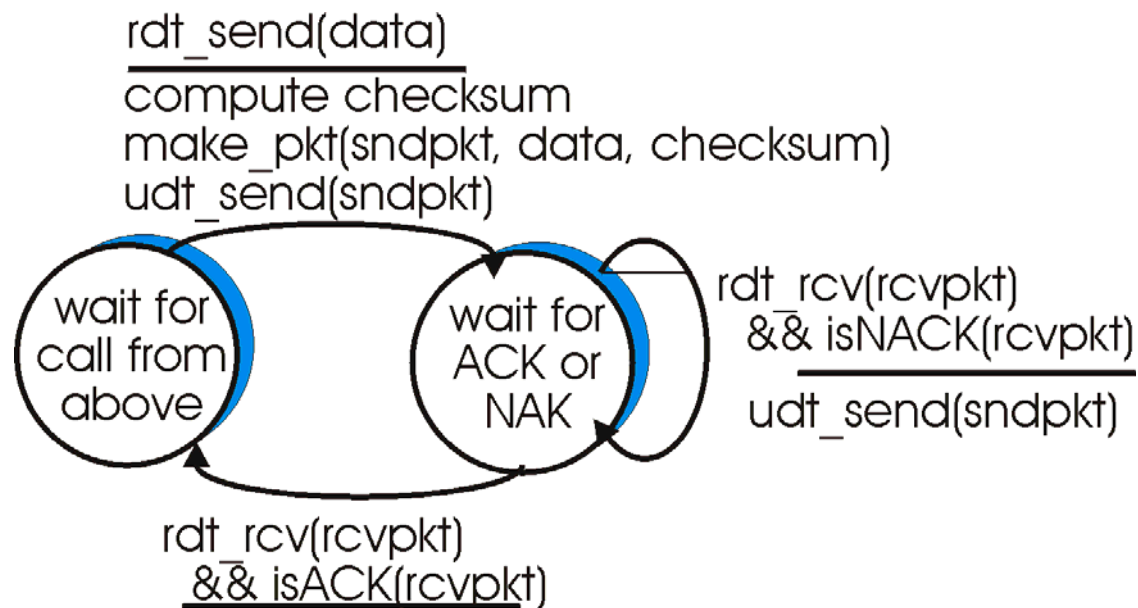 rdt_send(data)
compute checksum
make_pkt(sndpkt, data, checksum)
udt_send(sndpkt)
wait for
call from
above
wait for
ACK or
NAK
rdt_rcv(rcvpkt)
&& isNACK(rcvpkt)
udt_send(sndpkt)
rdt_rcv(rcvpkt)
&& isACK(rcvpkt)